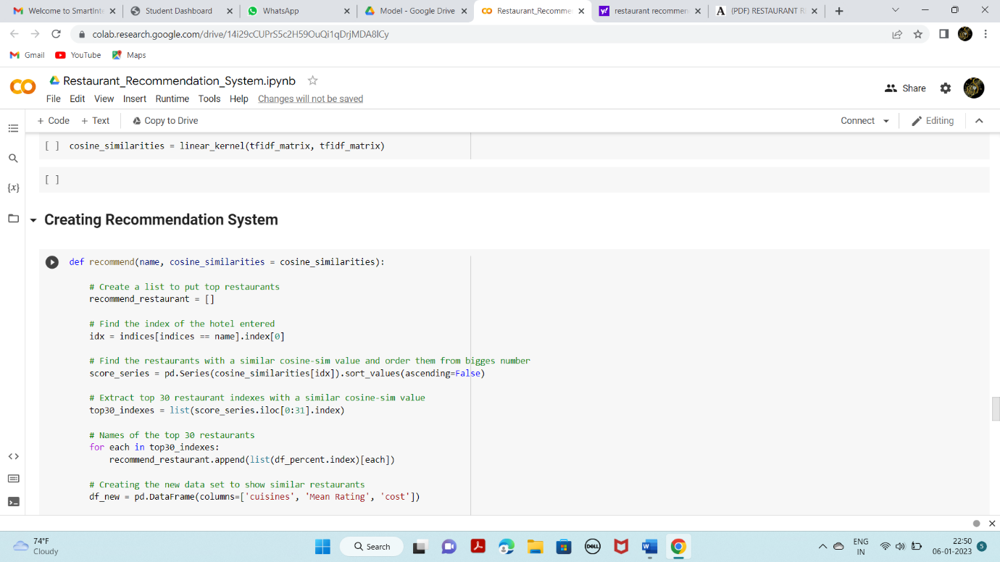 Welcome to SmartInte
Student Dashboard
WhatsApp
Model - Google Drive
Restaurant_Recomme
restaurant recommen
(PDF) RESTAURANT R
colab.research.google.com/drive/14i29cCUPrS5c2H59OuQi1qDrjMDA8lCy
Gmail
YouTube
Maps
Restaurant_Recommendation_System.ipynb
Share
File Edit View Insert Runtime Tools Help Changes will not be saved
+ Code + Text Copy to Drive
Connect
Editing
[ ] cosine_similarities = linear_kernel(tfidf_matrix, tfidf_matrix)
[ ]
{x}
Creating Recommendation System
def recommend(name, cosine_similarities = cosine_similarities):
# Create a list to put top restaurants
recommend_restaurant = []
# Find the index of the hotel entered
idx = indices[indices == name].index[0]
# Find the restaurants with a similar cosine-sim value and order them from bigges number
score_series = pd.Series(cosine_similarities[idx]).sort_values(ascending=False)
# Extract top 30 restaurant indexes with a similar cosine-sim value
top30_indexes = list(score_series.iloc[0:31].index)
# Names of the top 30 restaurants
for each in top30_indexes:
recommend_restaurant.append(list(df_percent.index)[each])
# Creating the new data set to show similar restaurants
df_new = pd.DataFrame(columns=['cuisines', 'Mean Rating', 'cost'])
74°F
Cloudy
Search
DELL
ENG
IN
22:50
06-01-2023
5